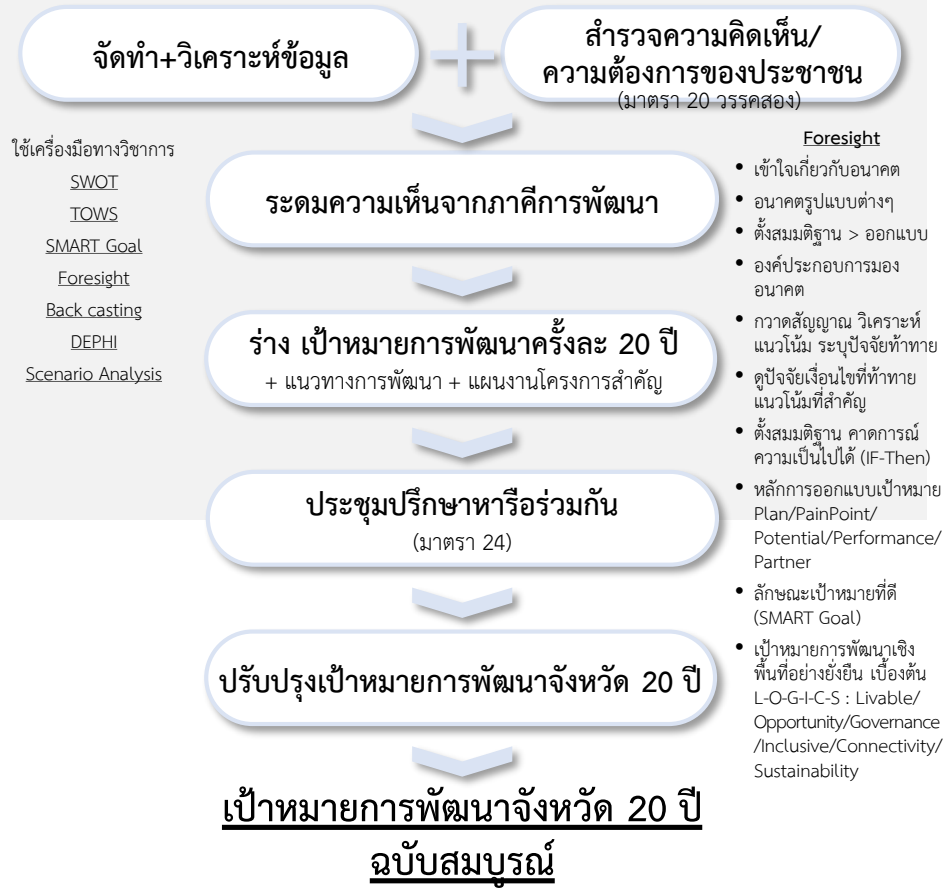 จัดทำ+วิเคราะห์ข้อมูล
สำรวจความคิดเห็น/
ความต้องการของประชาชน
(มาตรา 20 วรรคสอง)
ใช้เครื่องมือทางวิชาการ
SWOT
TOWS
SMART Goal
Foresight
Back casting
DEPHI
Scenario Analysis
ระดมความเห็นจากภาคีการพัฒนา
ร่าง เป้าหมายการพัฒนาครั้งละ 20 ปี
+ แนวทางการพัฒนา + แผนงานโครงการสำคัญ
ประชุมปรึกษาหารือร่วมกัน
(มาตรา 24)
ปรับปรุงเป้าหมายการพัฒนาจังหวัด 20 ปี
เป้าหมายการพัฒนาจังหวัด 20 ปี
ฉบับสมบูรณ์
Foresight
• เข้าใจเกี่ยวกับอนาคต
• อนาคตรูปแบบต่างๆ
• ตั้งสมมติฐาน > ออกแบบ
• องค์ประกอบการมอง
อนาคต
• กวาดสัญญาณ วิเคราะห์
แนวโน้ม ระบุปัจจัยท้าทาย
• ดูปัจจัยเงื่อนไขที่ท้าทาย
แนวโน้มที่สำคัญ
• ตั้งสมมติฐาน คาดการณ์
ความเป็นไปได้ (IF-Then)
• หลักการออกแบบเป้าหมาย
Plan/PainPoint/
Potential/Performance/
Partner
• ลักษณะเป้าหมายที่ดี
(SMART Goal)
• เป้าหมายการพัฒนาเชิง
พื้นที่อย่างยั่งยืน เบื้องต้น
L-O-G-I-C-S : Livable/
Opportunity/Governance
/Inclusive/Connectivity/
Sustainability